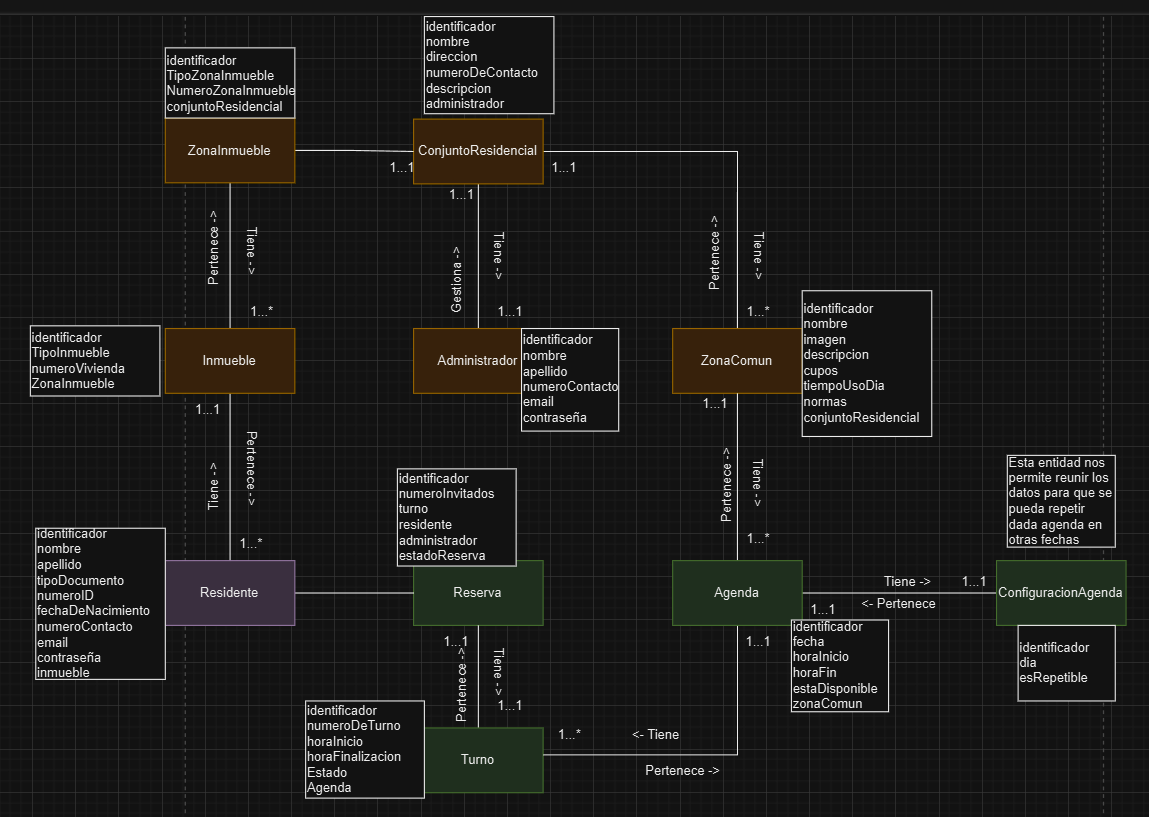 identificador
nombre
direccion
numeroDeContacto
descripcion
administrador
identificador
TipoZonaInmueble
NumeroZonaInmueble
conjuntoResidencial
ZonaInmueble
ConjuntoResidencial
1...1
1...1
1...1
Pertenece ->
Tiene ->
Gestiona ->
Tiene ->
Pertenece ->
Tiene ->
1...*
1...1
1...*
identificador
TipoInmueble
numeroVivienda
ZonaInmueble
Inmueble
Administrador
identificador
nombre
apellido
numeroContacto
email
contraseña
ZonaComun
identificador
nombre
imagen
descripcion
cupos
tiempoUsoDia
normas
conjuntoResidencial
1...1
1...1
Tiene ->
Pertenece ->
Pertenece ->
Tiene ->
1...*
1...*
identificador
numeroInvitados
turno
residente
administrador
estadoReserva
Esta entidad nos
permite reunir los
datos para que se
pueda repetir
dada agenda en
otras fechas
identificador
nombre
apellido
tipoDocumento
numeroID
fechaDeNacimiento
numeroContacto
email
contraseña
inmueble
Residente
Reserva
Agenda
Tiene ->
1...1
<- Pertenece
1...1
ConfiguracionAgenda
identificador
fecha
horaInicio
horaFin
estaDisponible
zonaComun
identificador
dia
esRepetible
1...1
1...1
Pertenece ->
Tiene ->
1...1
identificador
numeroDeTurno
horaInicio
horaFinalizacion
Estado
Agenda
Turno
1...*
<- Tiene
Pertenece ->